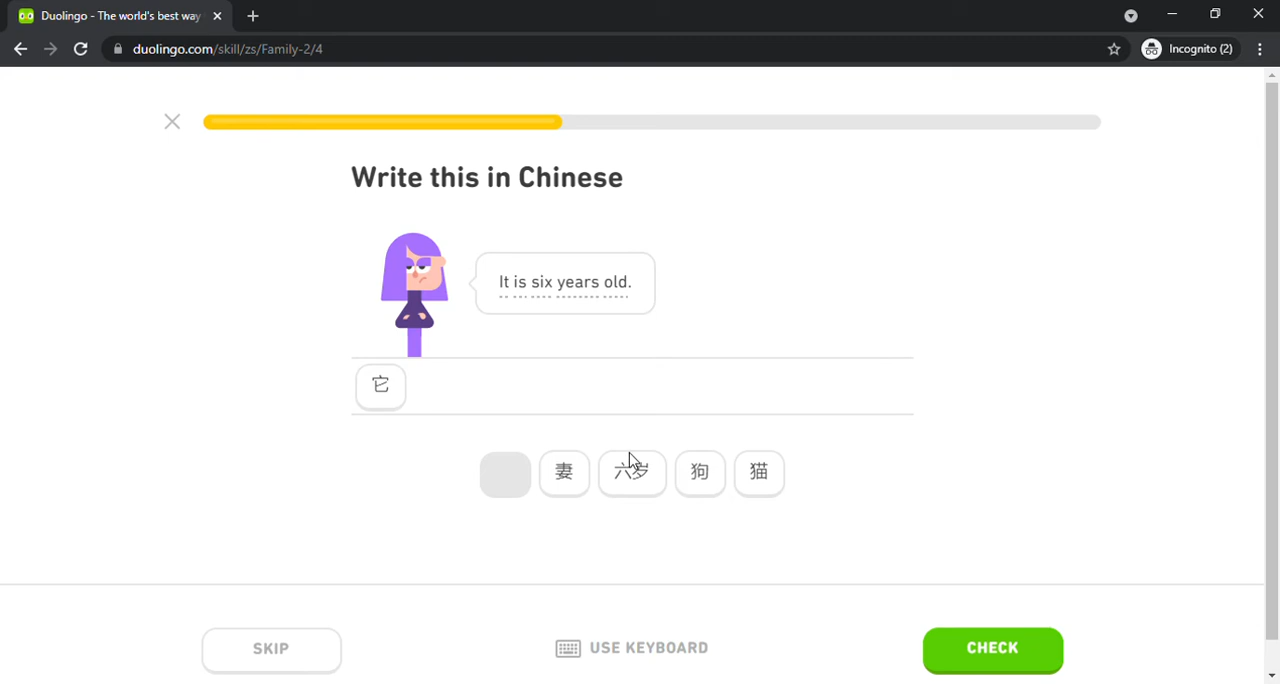 Duolingo - The world's best way
duolingo.com/skill/zs/Family-2/4
Incognito (2)
Write this in Chinese
It is six years old.
它
妻 六岁 狗 猫
SKIP
USE KEYBOARD
CHECK